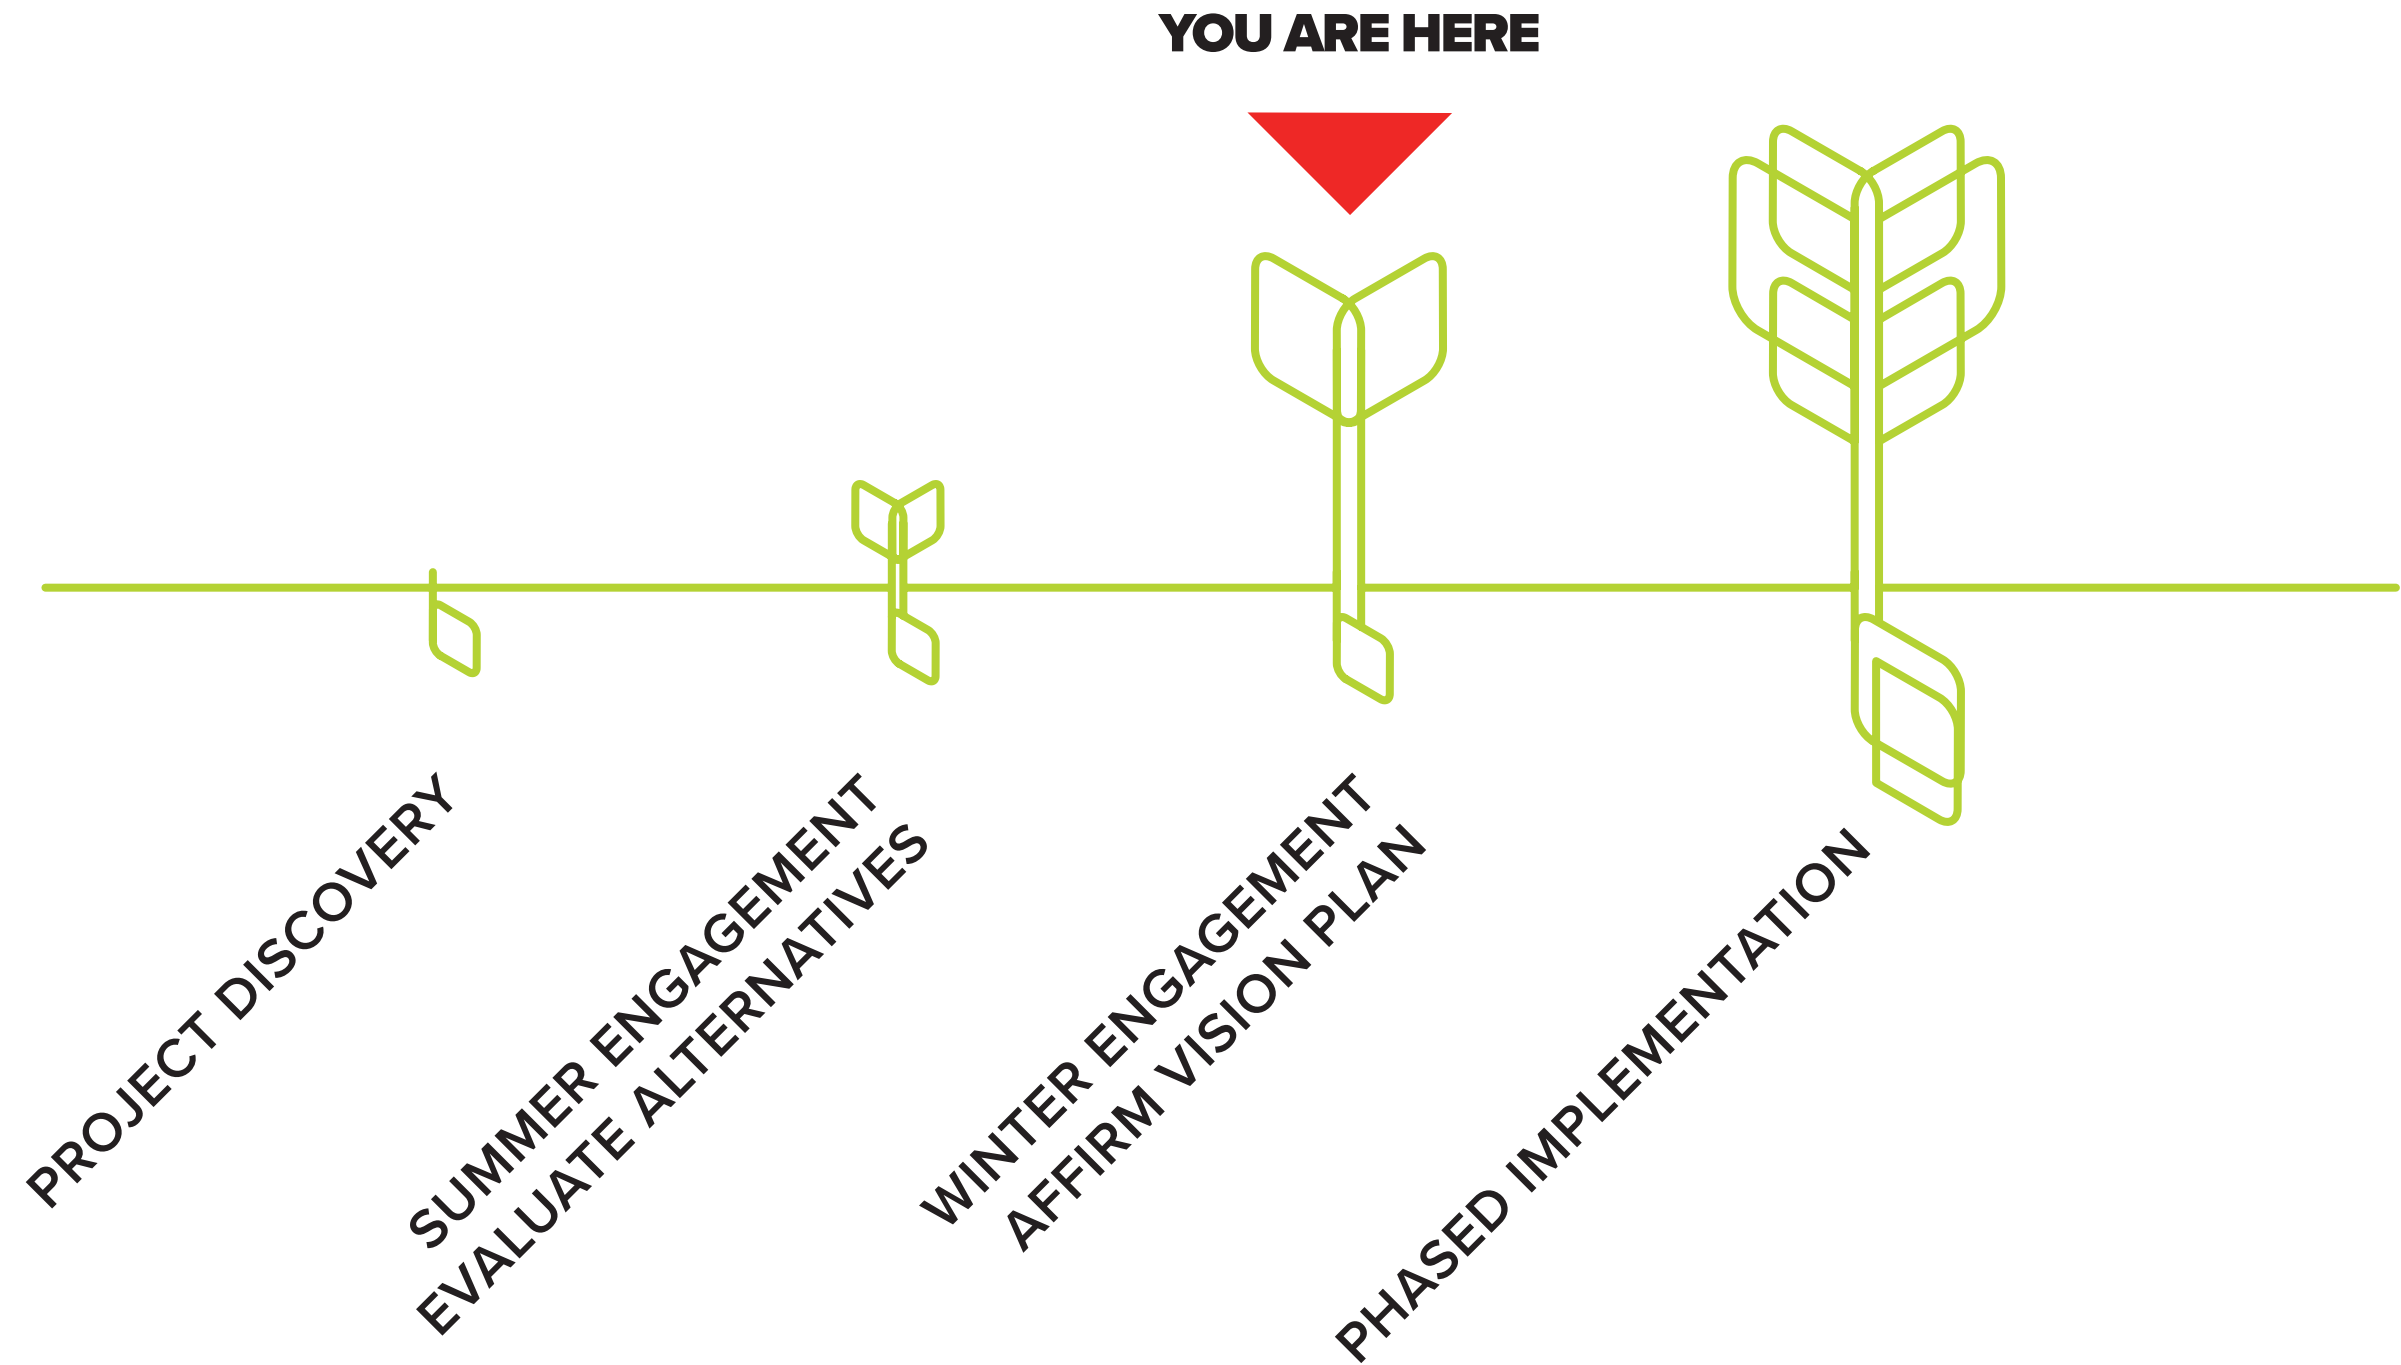 YOU ARE HERE
PROJECT DISCOVERY
SUMMER ENGAGEMENT
EVALUATE ALTERNATIVES
WINTER ENGAGEMENT
AFFIRM VISION PLAN
PHASED IMPLEMENTATION